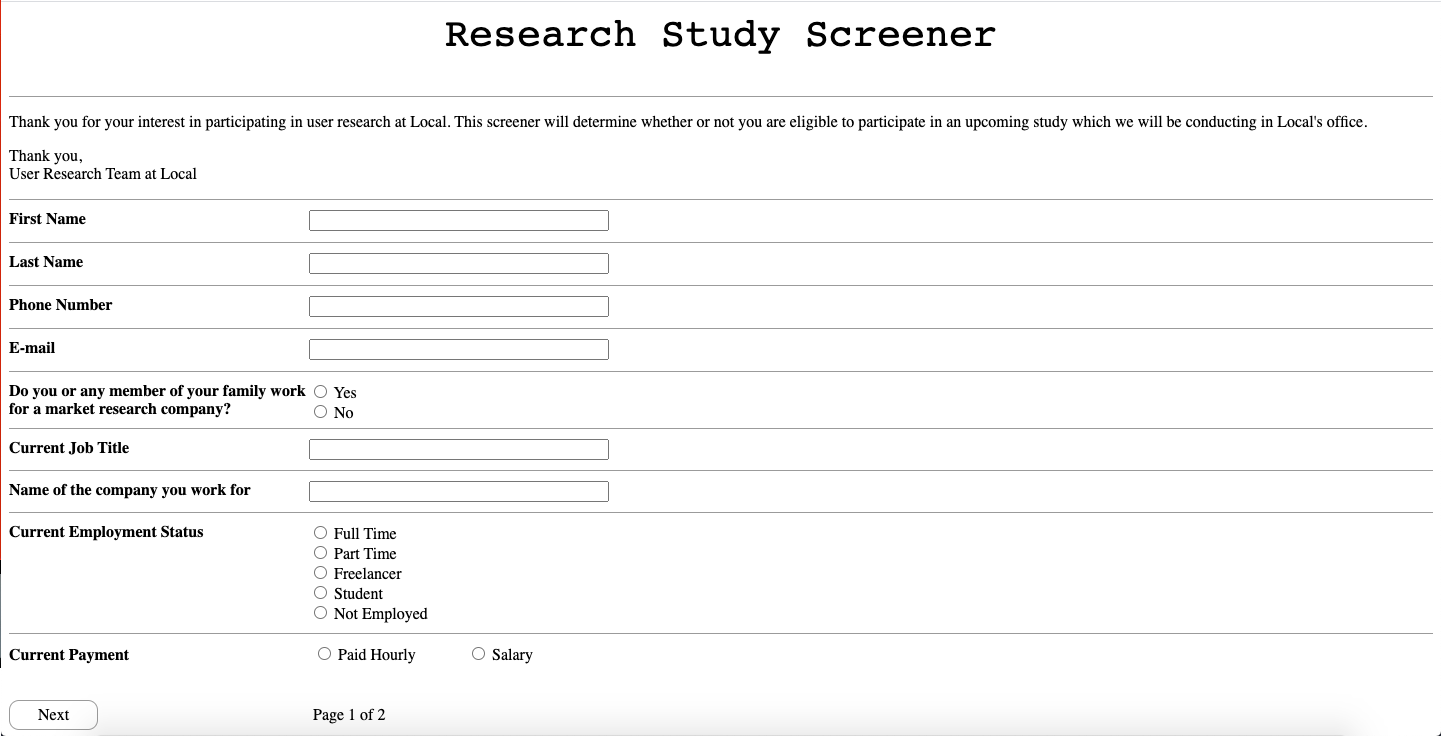 Research Study Screener
Thank you for your interest in participating in user research at Local. This screener will determine whether or not you are eligible to participate in an upcoming study which we will be conducting in Local's office.
Thank you,
User Research Team at Local
First Name
Last Name
Phone Number
E-mail
Do you or any member of your family work
for a market research company?
Yes
No
Current Job Title
Name of the company you work for
Current Employment Status
Full Time
Part Time
Freelancer
Student
Not Employed
Current Payment Paid Hourly Salary
Next Page 1 of 2